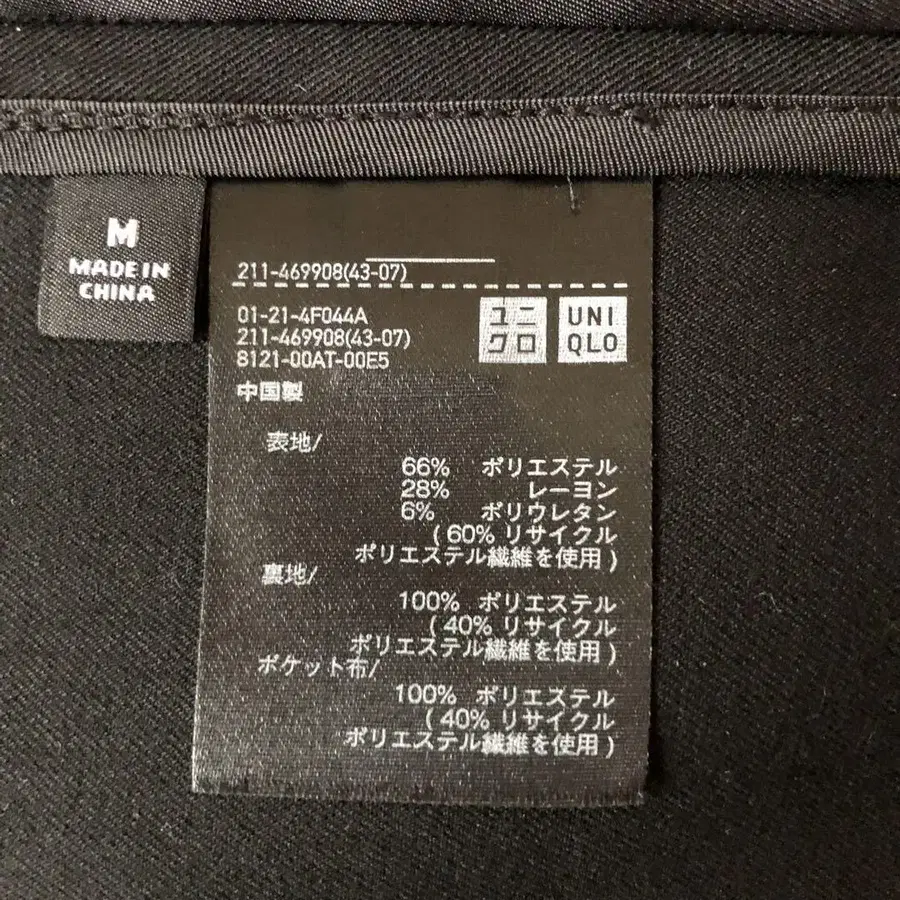 M
MADE IN
CHINA
211-469908(43-07)
01-21-4F044A
211-469908(43-07)
8121-00AT-00E5
ユニ
クロ
UNI
QLO
中国製
表地/
66% ポリエステル
28% レーヨン
6% ポリウレタン
(60% リサイクル
ポリエステル繊維を使用)
裏地/
100% ポリエステル
(40% リサイクル
ポリエステル繊維を使用)
ポケット布/
100% ポリエステル
(40% リサイクル
ポリエステル繊維を使用)